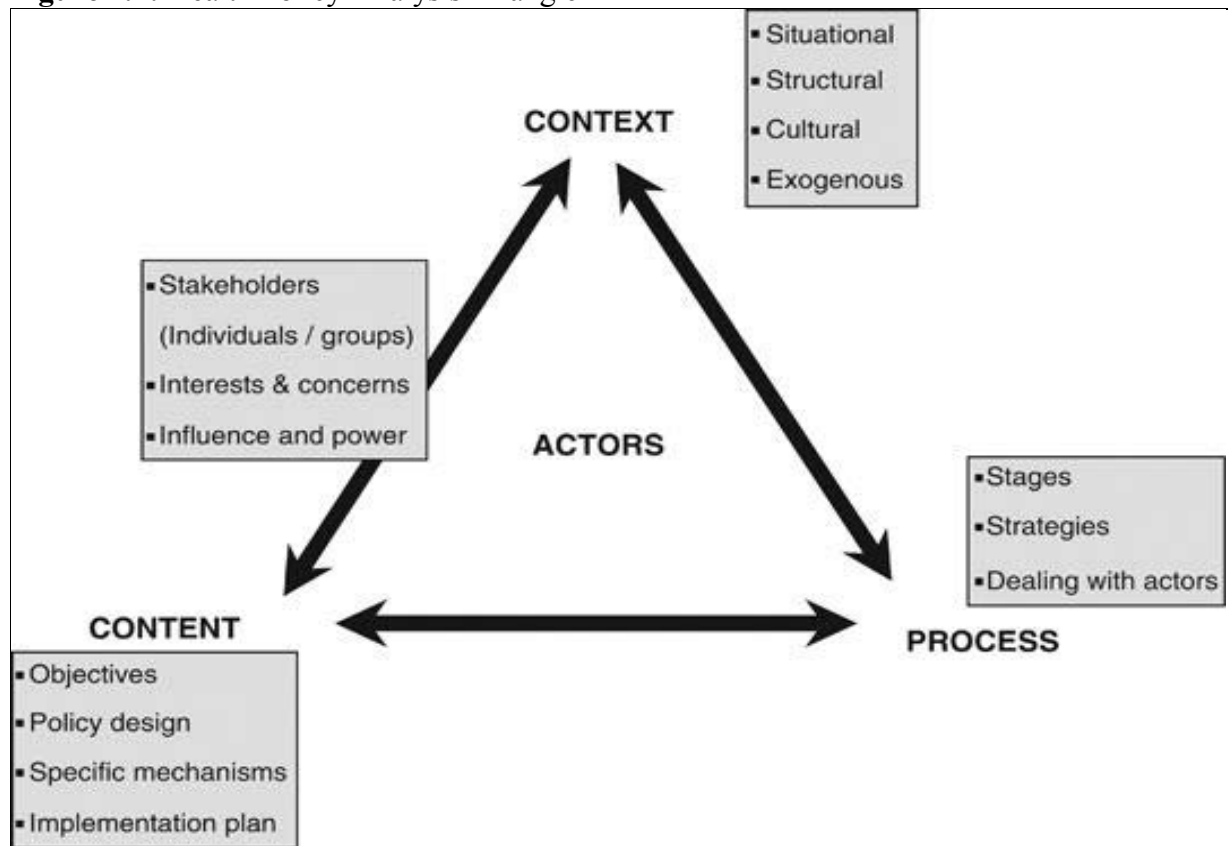 ▪ Situational
▪ Structural
▪ Cultural
▪ Exogenous
CONTEXT
▪ Stakeholders
(Individuals / groups)
▪ Interests & concerns
▪ Influence and power
ACTORS
▪ Stages
▪ Strategies
▪ Dealing with actors
CONTENT
PROCESS
▪ Objectives
▪ Policy design
▪ Specific mechanisms
▪ Implementation plan